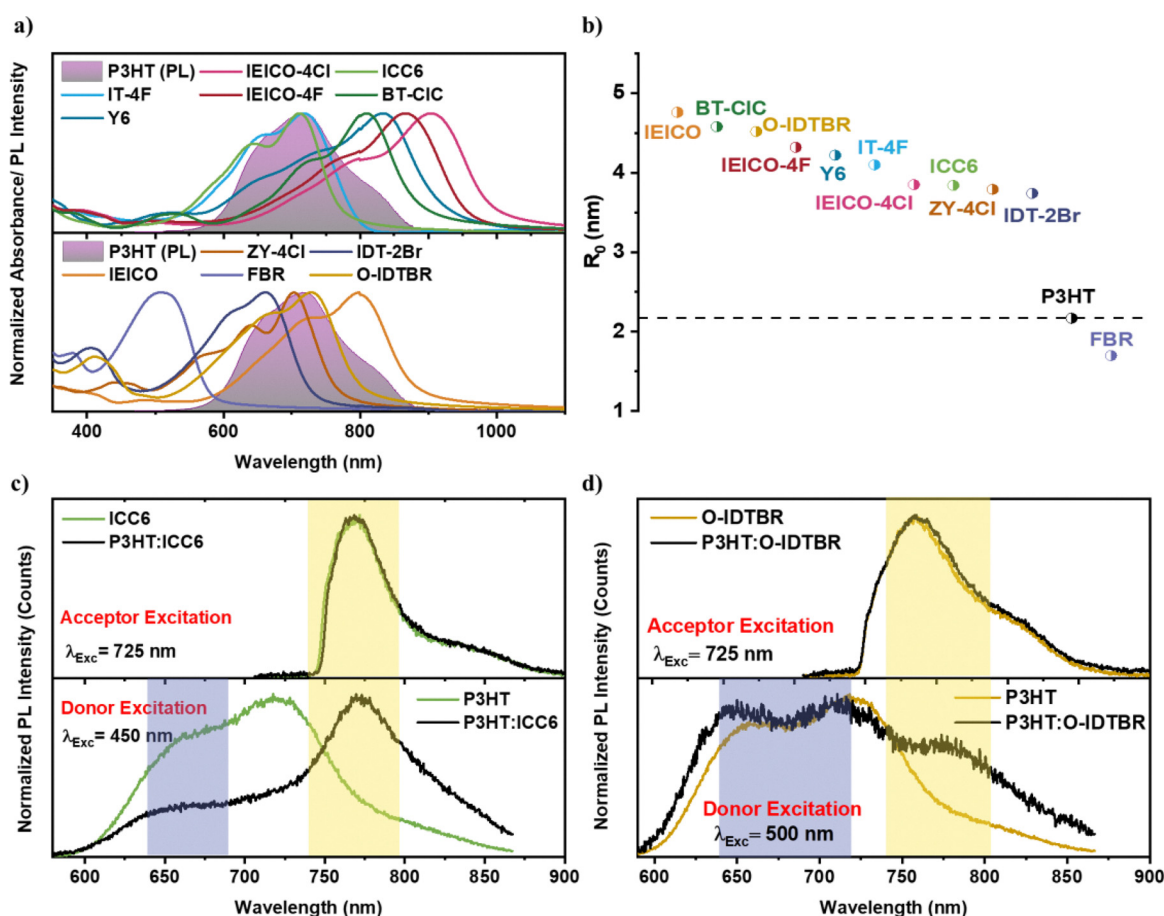 a)
Normalized Absorbance/ PL Intensity
P3HT (PL) IEICO-4Cl ICC6
IT-4F IEICO-4F BT-ClC
Y6
P3HT (PL) ZY-4Cl IDT-2Br
IEICO FBR O-IDTBR
400 600 800 1000
Wavelength (nm)
b)
R0 (nm)
5
4
3
2
1
IEICO
BT-ClC
O-IDTBR
IEICO-4F
Y6
IT-4F
IEICO-4Cl
ICC6
ZY-4Cl
IDT-2Br
P3HT
FBR
c)
Normalized PL Intensity (Counts)
ICC6
P3HT:ICC6
Acceptor Excitation
λExc= 725 nm
Donor Excitation
λExc= 450 nm
P3HT
P3HT:ICC6
600 650 700 750 800 850 900
Wavelength (nm)
d)
Normalized PL Intensity (Counts)
O-IDTBR
P3HT:O-IDTBR
Acceptor Excitation
λExc= 725 nm
P3HT
P3HT:O-IDTBR
Donor Excitation
λExc= 500 nm
600 650 700 750 800 850 900
Wavelength (nm)